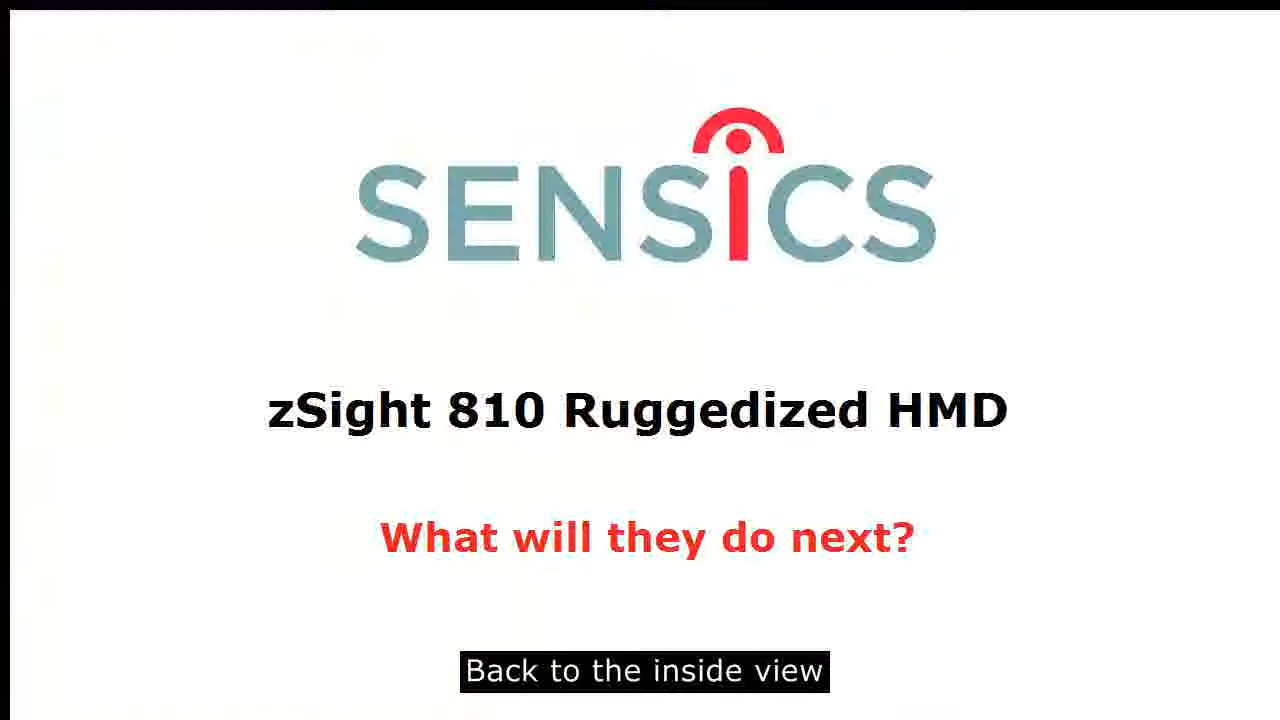 SENSiCS
zSight 810 Ruggedized HMD
What will they do next?
Back to the inside view